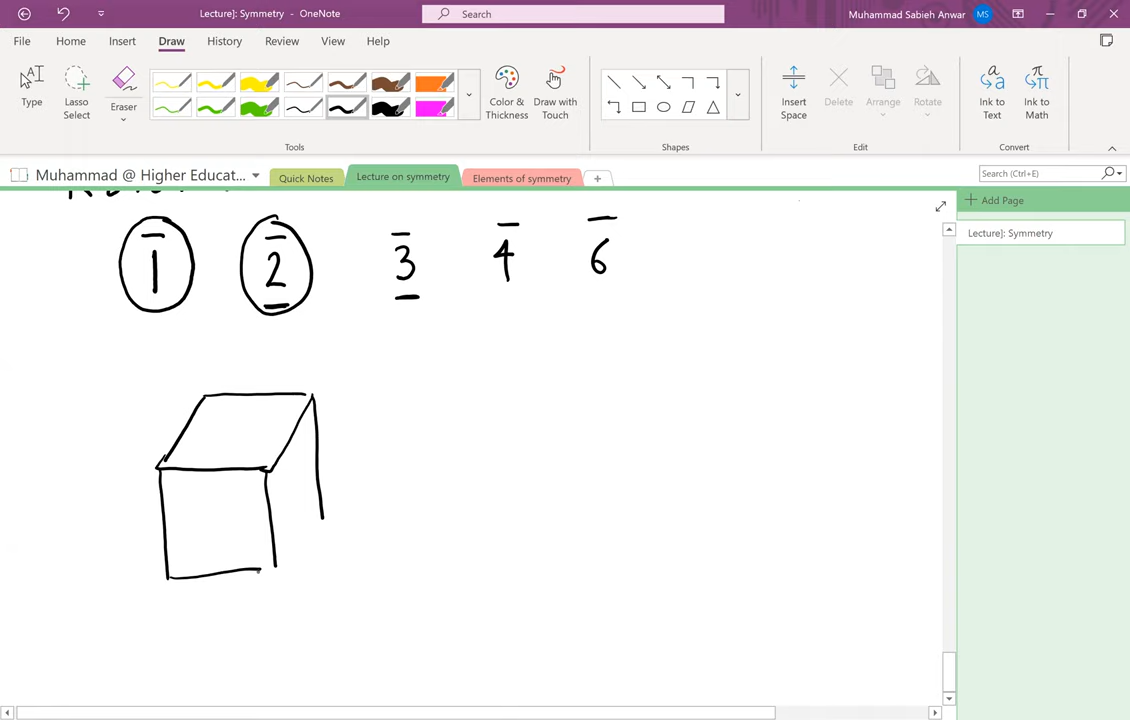 Lecture]: Symmetry - OneNote
Search
Muhammad Sabieh Anwar
MS
File Home Insert Draw History Review View Help
Type
Lasso Select
Eraser
Color & Thickness
Draw with Touch
Insert Space
Delete
Arrange
Rotate
Ink to Text
Ink to Math
Tools
Shapes
Edit
Convert
Muhammad @ Higher Educat...
Quick Notes
Lecture on symmetry
Elements of symmetry
Search (Ctrl+E)
Add Page
Lecture]: Symmetry
1̅ 2̅ 3̅ 4̅ 6̅